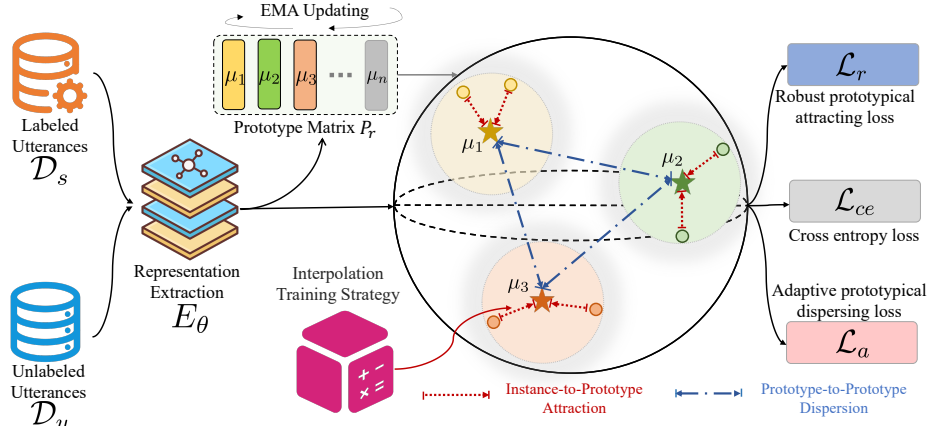 EMA Updating
μ1 μ2 μ3 μn
Prototype Matrix Pr
Labeled
Utterances
Ds
Representation
Extraction
Eθ
Unlabeled
Utterances
Du
Interpolation
Training Strategy
μ1
μ2
μ3
Instance-to-Prototype
Attraction
Prototype-to-Prototype
Dispersion
ℒr
Robust prototypical
attracting loss
ℒce
Cross entropy loss
Adaptive prototypical
dispersing loss
ℒa